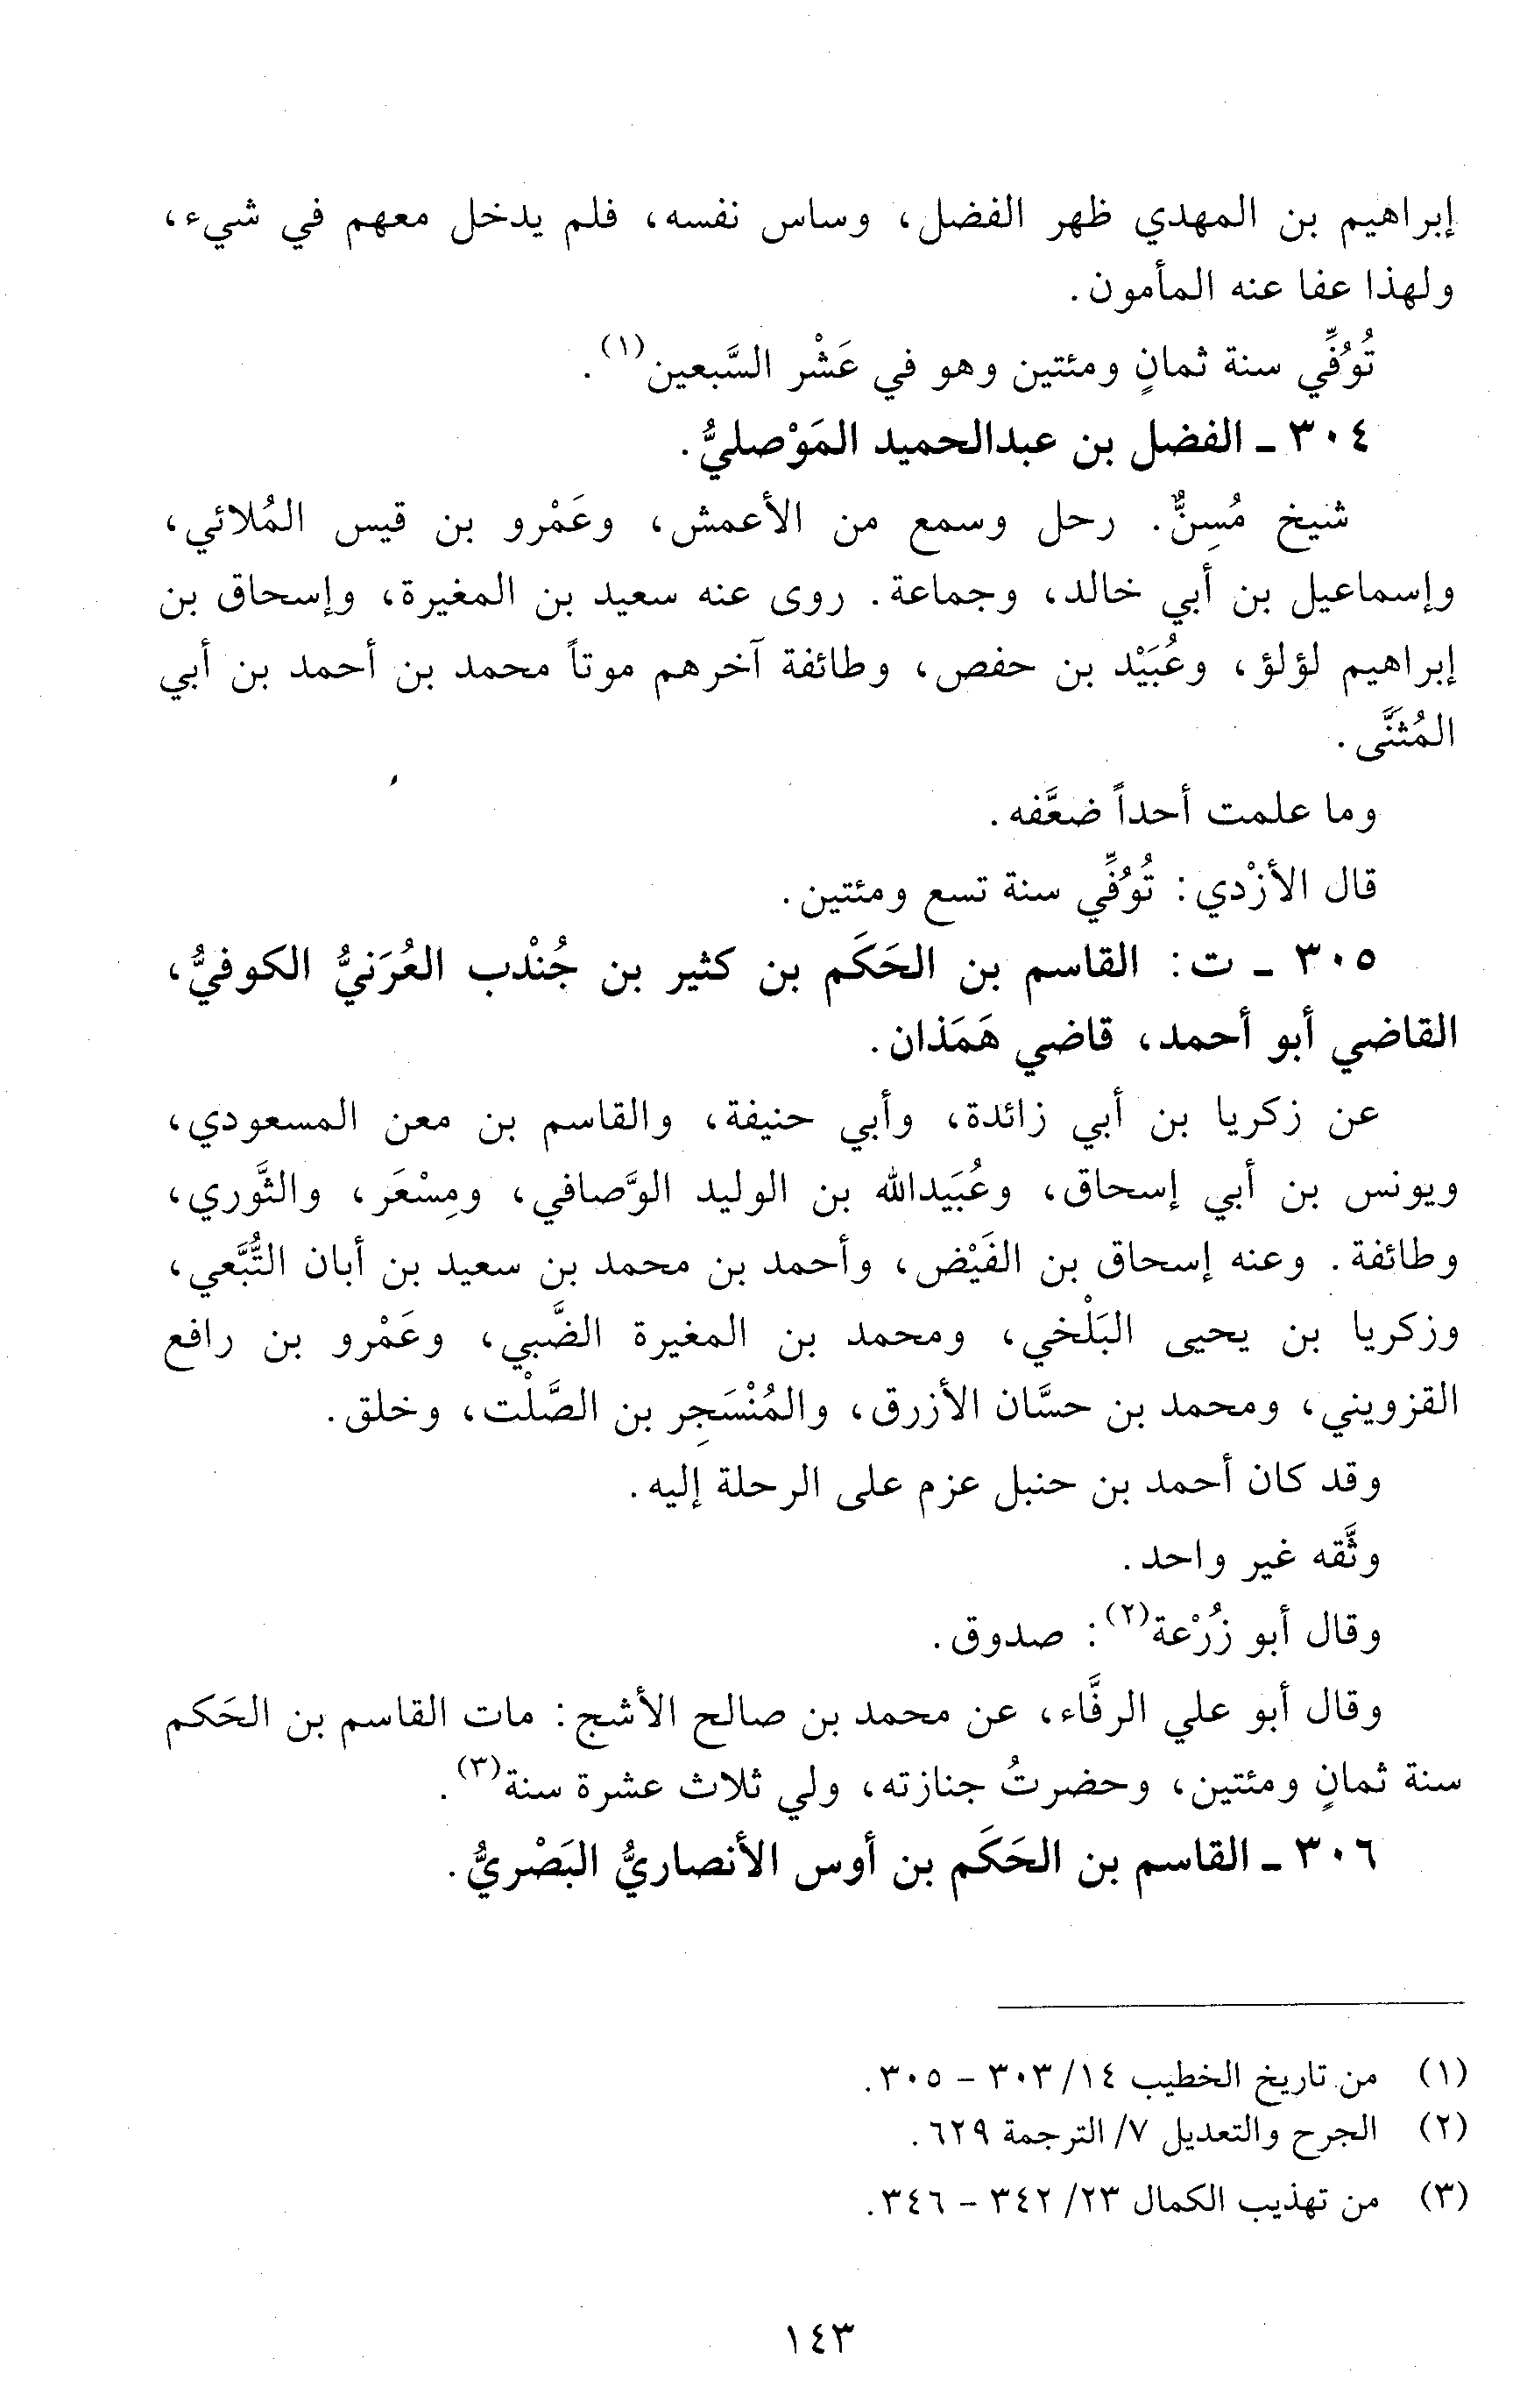 إبراهيم بن المهدي ظهر الفضل، وساس نفسه، فلم يدخل معهم في شيء،
ولهذا عفا عنه المأمون.
تُوُفِّي سنة ثمانٍ ومئتين وهو في عَشْر السَّبعين(١).
٣٠٤ - الفضل بن عبدالحميد المَوْصليُّ.
شيخ مُسِنٌّ. رحل وسمع من الأعمش، وعَمْرو بن قيس المُلائي،
وإسماعيل بن أبي خالد، وجماعة. روى عنه سعيد بن المغيرة، وإسحاق بن
إبراهيم لؤلؤ، وعُبَيْد بن حفص، وطائفة آخرهم موتاً محمد بن أحمد بن أبي
المُثنَّى.
وما علمت أحداً ضعَّفه.
قال الأزْدي: تُوُفِّي سنة تسع ومئتين.
٣٠٥ - ت: القاسم بن الحَكَم بن كثير بن جُنْدب العُرَنيُّ الكوفيُّ،
القاضي أبو أحمد، قاضي هَمَذان.
عن زكريا بن أبي زائدة، وأبي حنيفة، والقاسم بن معن المسعودي،
ويونس بن أبي إسحاق، وعُبَيدالله بن الوليد الوَّصافي، ومِسْعَر، والثَّوري،
وطائفة. وعنه إسحاق بن الفَيْض، وأحمد بن محمد بن سعيد بن أبان التُّبَّعي،
وزكريا بن يحيى البَلْخي، ومحمد بن المغيرة الضَّبي، وعَمْرو بن رافع
القزويني، ومحمد بن حسَّان الأزرق، والمُنْسَجِر بن الصَّلْت، وخلق.
وقد كان أحمد بن حنبل عزم على الرحلة إليه.
وثَّقه غير واحد.
وقال أبو زُرْعة(٢): صدوق.
وقال أبو علي الرفَّاء، عن محمد بن صالح الأشج: مات القاسم بن الحَكم
سنة ثمانٍ ومئتين، وحضرتُ جنازته، ولي ثلاث عشرة سنة(٣).
٣٠٦ - القاسم بن الحَكَم بن أوس الأنصاريُّ البَصْريُّ.
(١) من تاريخ الخطيب ١٤/ ٣٠٣ - ٣٠٥.
(٢) الجرح والتعديل ٧/ الترجمة ٦٢٩.
(٣) من تهذيب الكمال ٢٣/ ٣٤٢ - ٣٤٦.
١٤٣